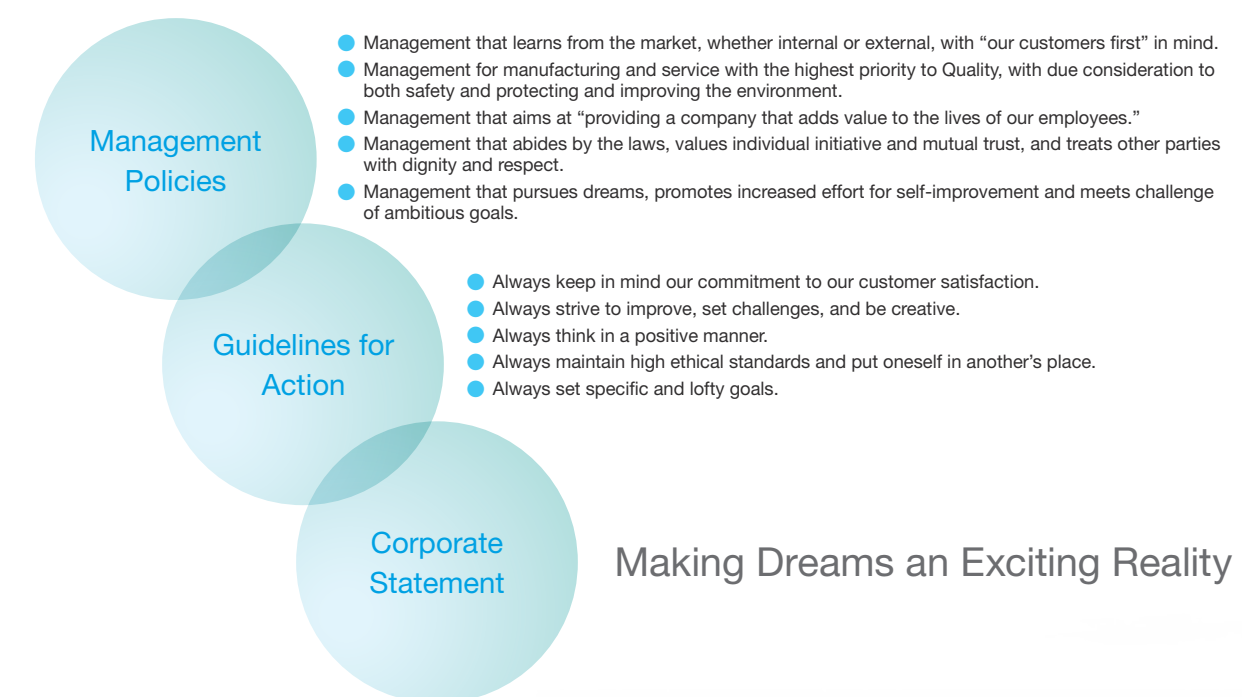 Management
Policies
Management that learns from the market, whether internal or external, with “our customers first” in mind.
Management for manufacturing and service with the highest priority to Quality, with due consideration to
both safety and protecting and improving the environment.
Management that aims at “providing a company that adds value to the lives of our employees.”
Management that abides by the laws, values individual initiative and mutual trust, and treats other parties
with dignity and respect.
Management that pursues dreams, promotes increased effort for self-improvement and meets challenge
of ambitious goals.
Guidelines for
Action
Always keep in mind our commitment to our customer satisfaction.
Always strive to improve, set challenges, and be creative.
Always think in a positive manner.
Always maintain high ethical standards and put oneself in another’s place.
Always set specific and lofty goals.
Corporate
Statement
Making Dreams an Exciting Reality